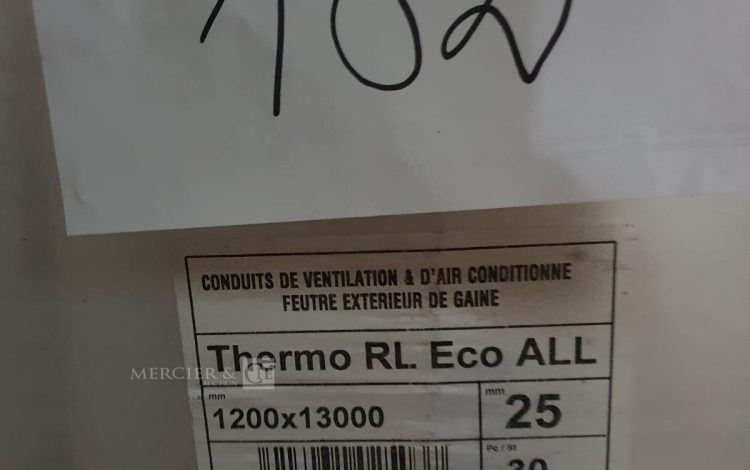 102
CONDUITS DE VENTILATION & D'AIR CONDITIONNE
FEUTRE EXTERIEUR DE GAINE
Thermo RL Eco ALL
MERCIER &
AUCTION
mm
1200x13000
mm
25
Pc / St